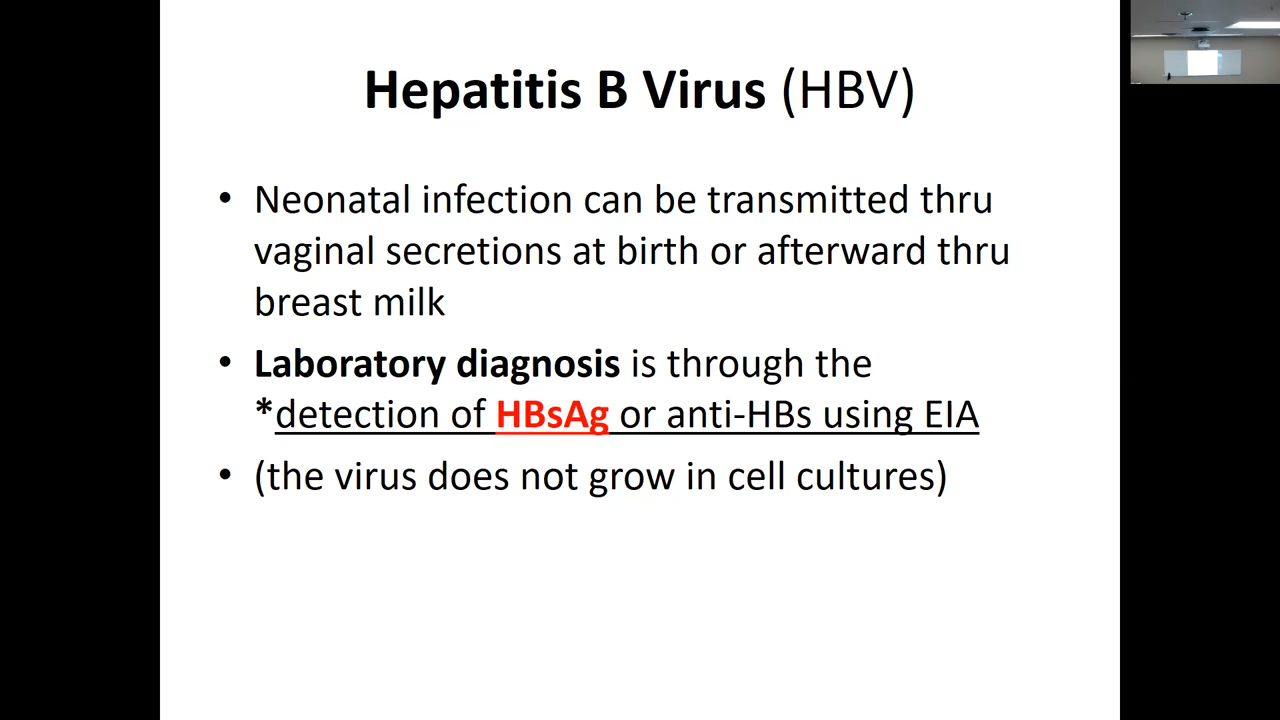 Hepatitis B Virus (HBV)
• Neonatal infection can be transmitted thru
vaginal secretions at birth or afterward thru
breast milk
• Laboratory diagnosis is through the
*detection of HBsAg or anti-HBs using EIA
• (the virus does not grow in cell cultures)